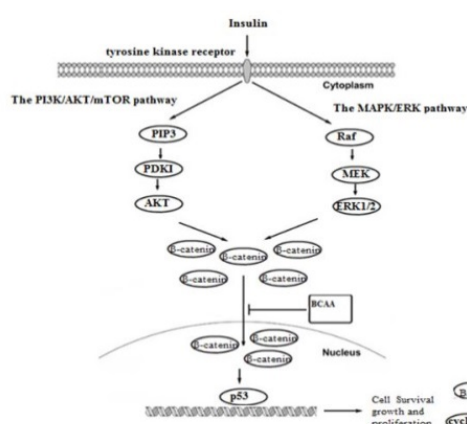 Insulin
tyrosine kinase receptor
Cytoplasm
The PI3K/AKT/mTOR pathway
The MAPK/ERK pathway
PIP3
Raf
PDKI
MEK
AKT
ERK1/2
β-catenin
β-catenin
β-catenin
β-catenin
β-catenin
BCAA
β-catenin
β-catenin
β-catenin
Nucleus
p53
Cell Survival
growth and
proliferation